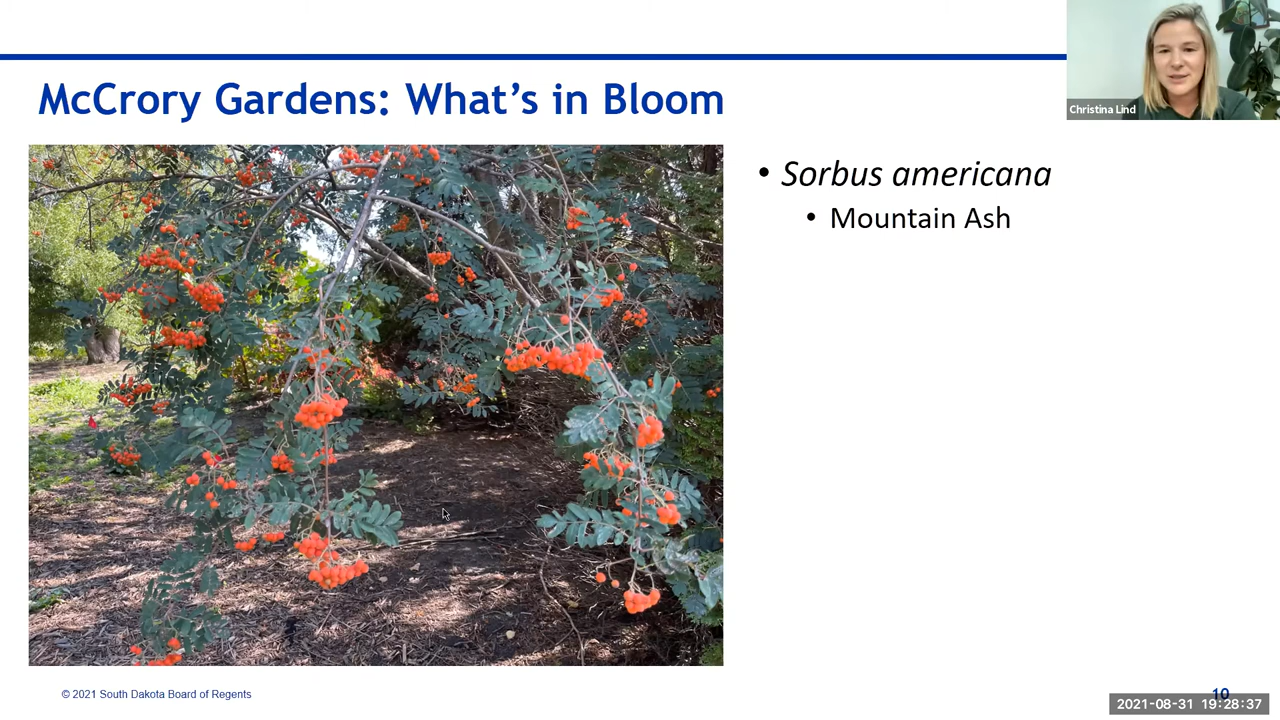 McCrory Gardens: What's in Bloom
Christina Lind
• Sorbus americana
• Mountain Ash
© 2021 South Dakota Board of Regents
10
2021-08-31 19:28:37